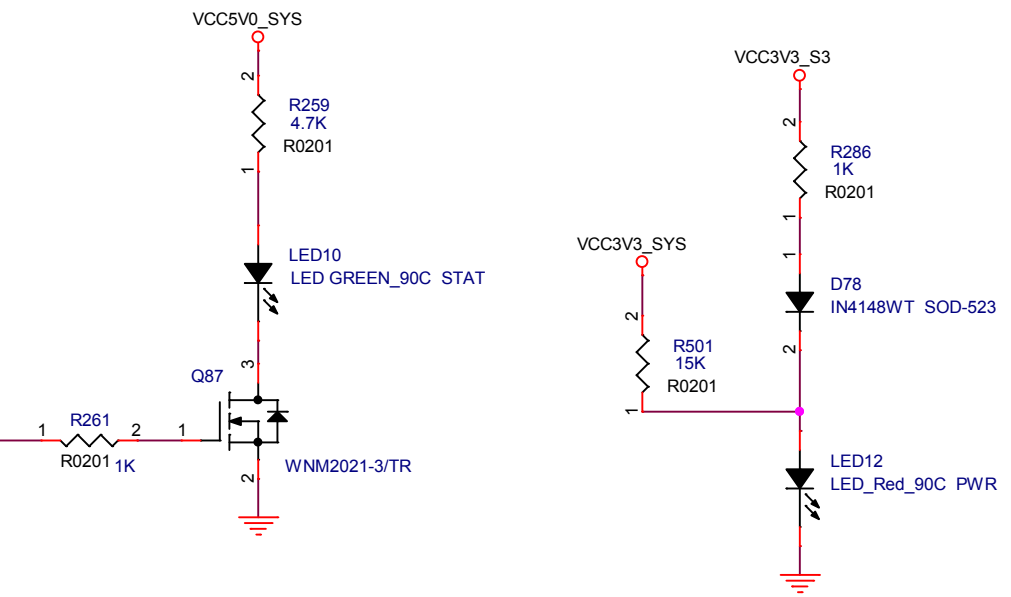 VCC5V0_SYS
2
R259
4.7K
R0201
1
LED10
LED GREEN_90C STAT
3
Q87
R261
1
2
1
R0201 1K
WNM2021-3/TR
2
VCC3V3_S3
2
R286
1K
R0201
1
1
VCC3V3_SYS
D78
IN4148WT SOD-523
2
2
R501
15K
R0201
1
LED12
LED_Red_90C PWR